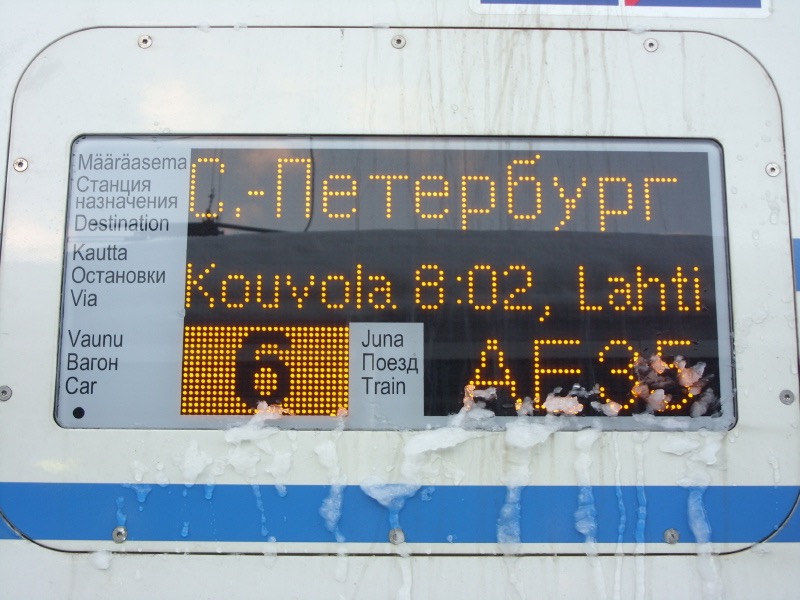 Määräasema
Станция
назначения
Destination
С.-Петербург
Kautta
Остановки
Via
Kouvola 8:02, Lahti
Vaunu
Вагон
Car
6
Juna
Поезд
Train
AE35